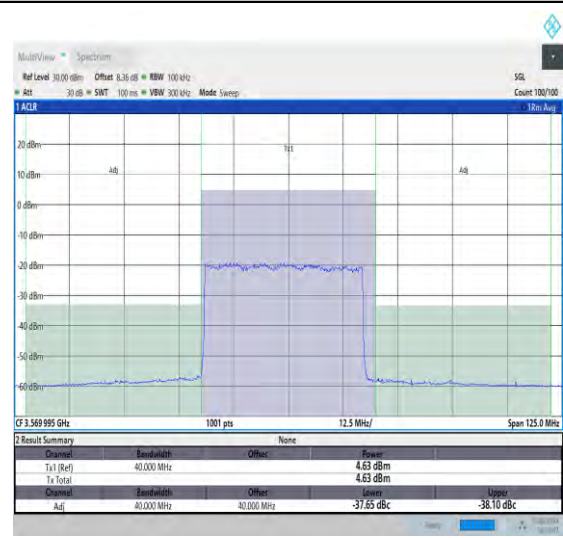 MultiView Spectrum
Ref Level 30.00 dBm Offset 8.36 dB RBW 100 kHz SGL
Att 30 dB SWT 100 ms VBW 300 kHz Mode Sweep Count 100/100
1 ACLR 1Rm Avg
20 dBm
Tx1
10 dBm Adj Adj
0 dBm
-10 dBm
-20 dBm
-30 dBm
-40 dBm
-50 dBm
-60 dBm
CF 3.569 995 GHz 1001 pts 12.5 MHz/ Span 125.0 MHz
2 Result Summary None
Channel Bandwidth Offset Power
Tx1 (Ref) 40.000 MHz 4.63 dBm
Tx Total 4.63 dBm
Channel Bandwidth Offset Lower Upper
Adj 40.000 MHz 40.000 MHz -37.65 dBc -38.10 dBc
Ready